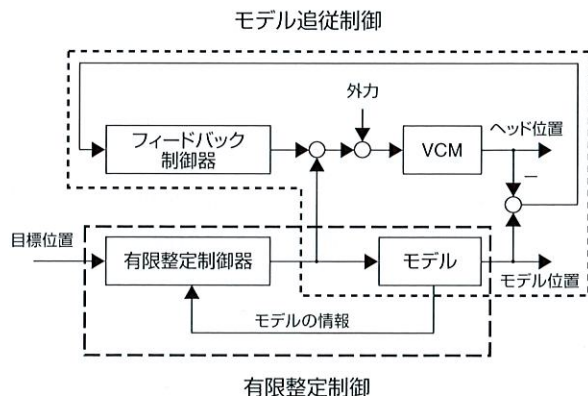 モデル追従制御
外力
フィードバック
制御器
VCM
ヘッド位置
−
目標位置
有限整定制御器
モデル
モデル位置
モデルの情報
有限整定制御